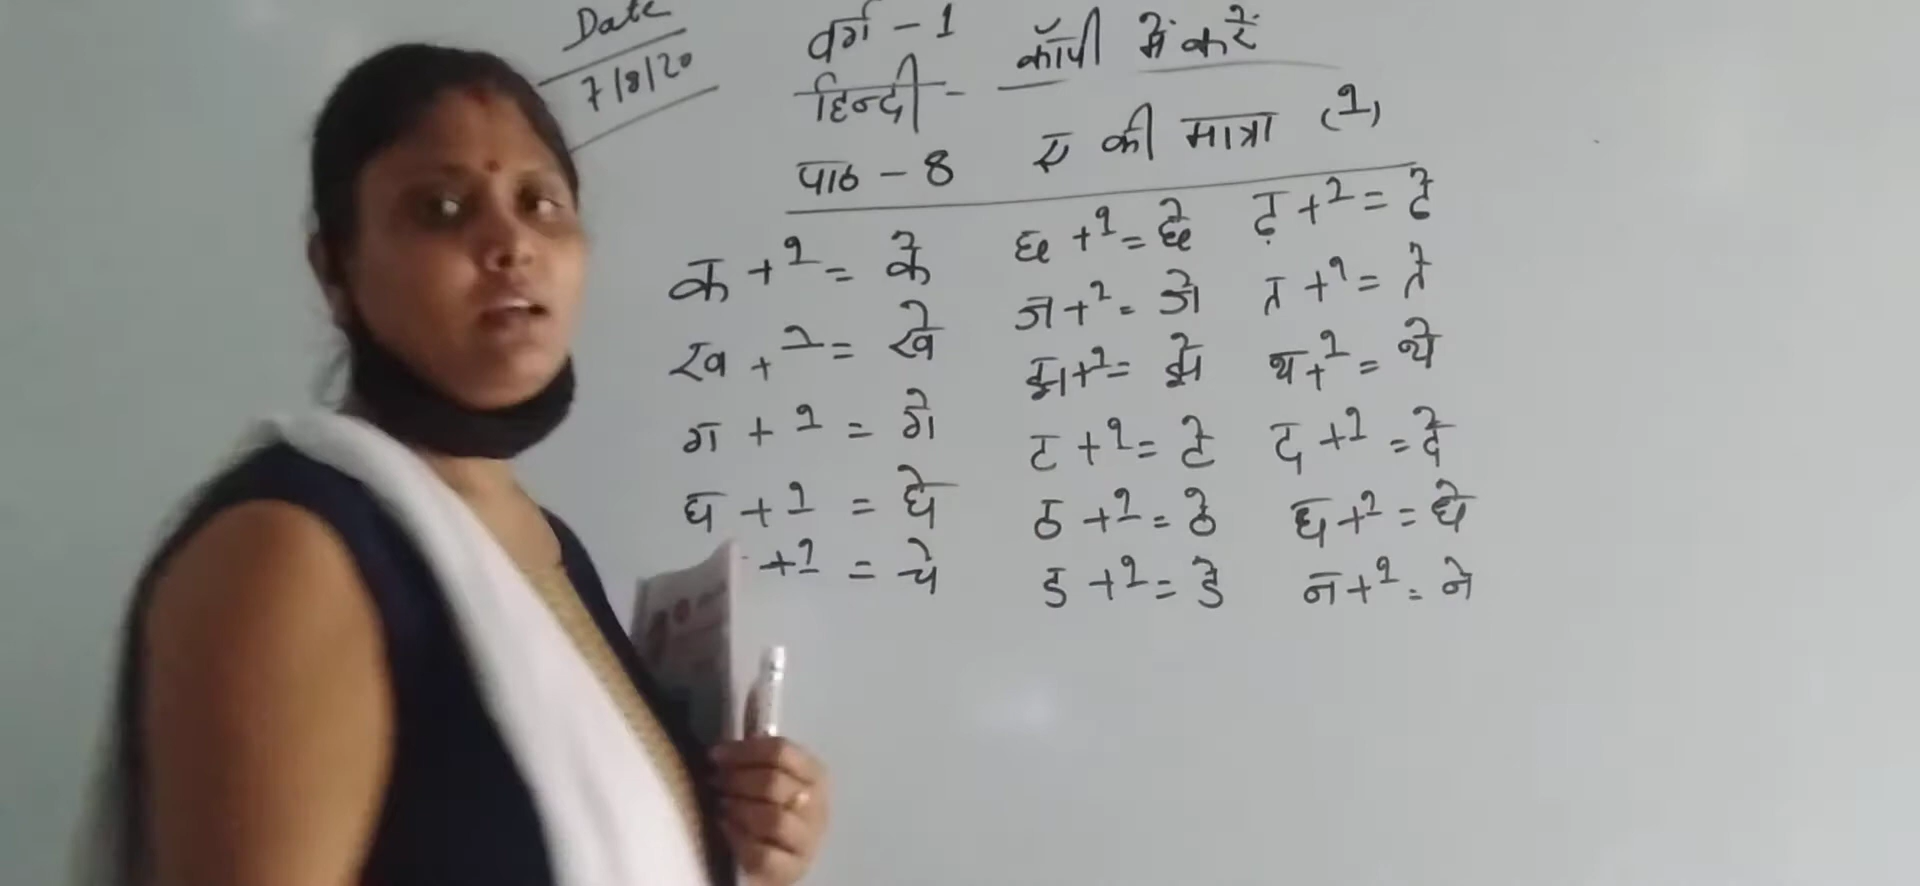 Date
7/8/20
वर्ग - 1
हिन्दी - कॉपी में करें
पाठ - 8 ए की मात्रा ( े )
क + े = के
ख + े = खे
ग + े = गे
घ + े = घे
+ े = चे
छ + े = छे
ज + े = जे
झ + े = झे
ट + े = टे
ठ + े = ठे
ड + े = डे
ढ़ + े = ढे
त + े = ते
थ + े = थे
द + े = दे
ध + े = धे
न + े = ने